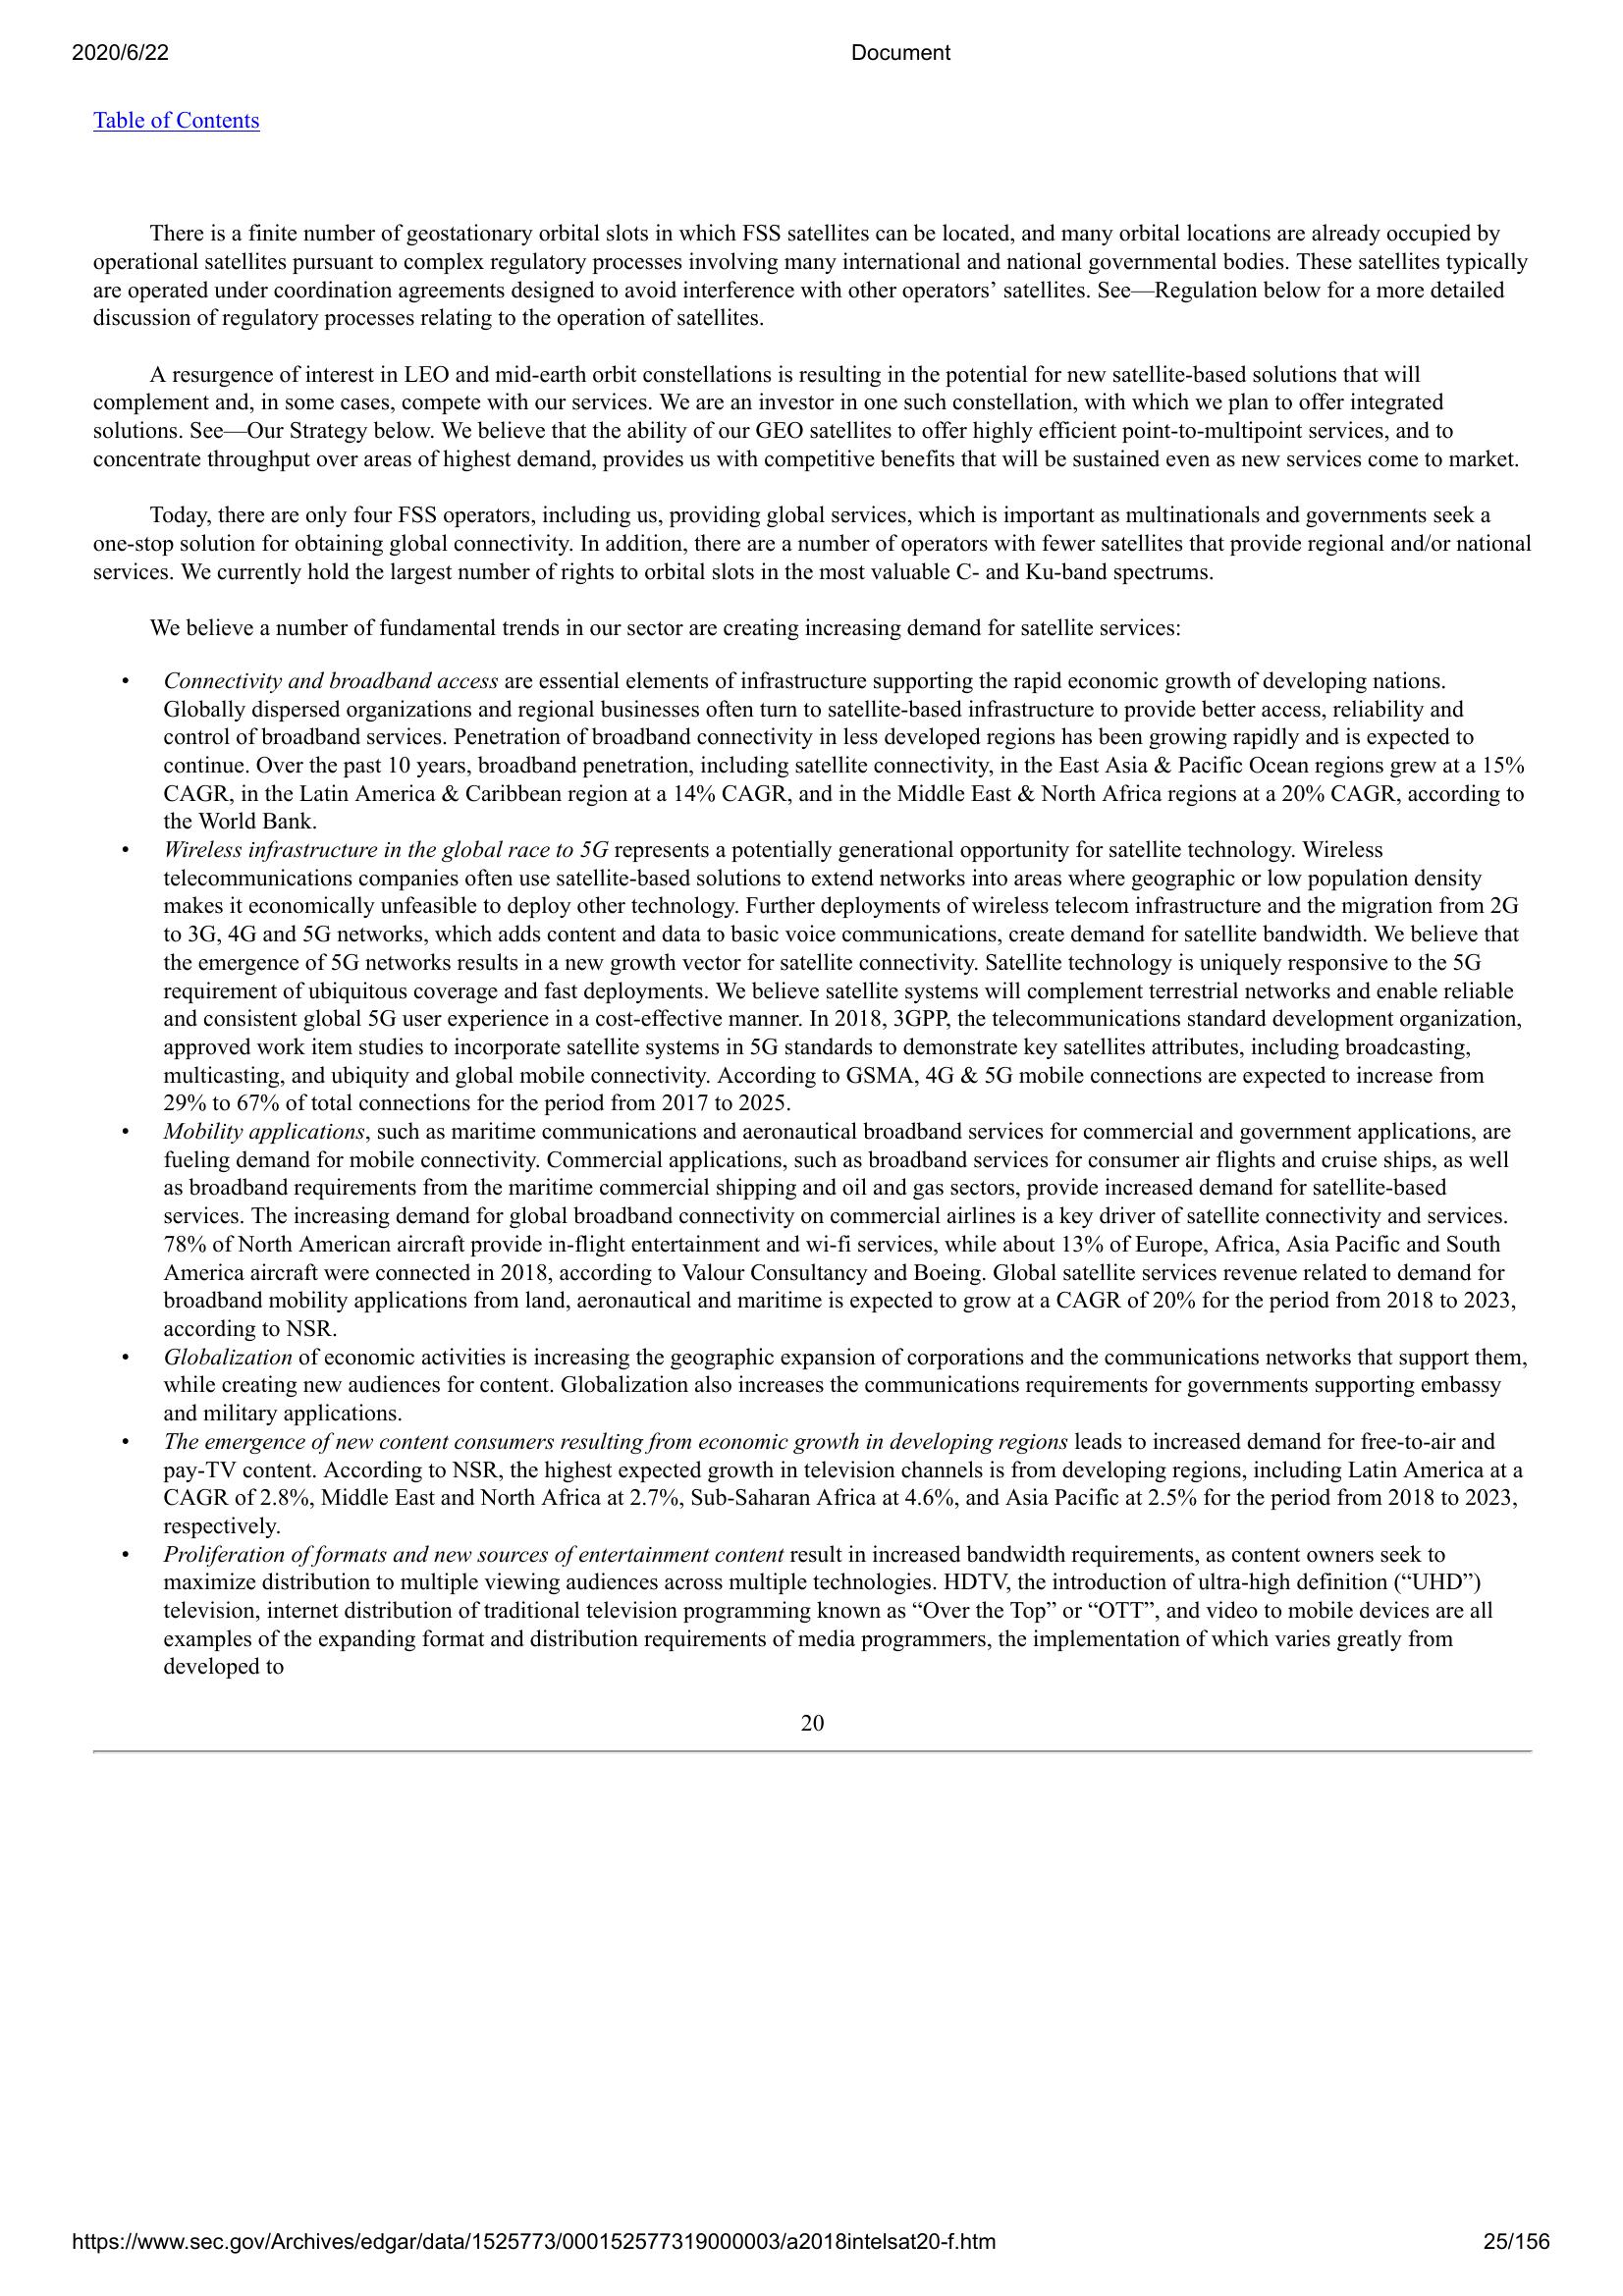 2020/6/22 Document
Table of Contents
There is a finite number of geostationary orbital slots in which FSS satellites can be located, and many orbital locations are already occupied by
operational satellites pursuant to complex regulatory processes involving many international and national governmental bodies. These satellites typically
are operated under coordination agreements designed to avoid interference with other operators’ satellites. See—Regulation below for a more detailed
discussion of regulatory processes relating to the operation of satellites.
A resurgence of interest in LEO and mid-earth orbit constellations is resulting in the potential for new satellite-based solutions that will
complement and, in some cases, compete with our services. We are an investor in one such constellation, with which we plan to offer integrated
solutions. See—Our Strategy below. We believe that the ability of our GEO satellites to offer highly efficient point-to-multipoint services, and to
concentrate throughput over areas of highest demand, provides us with competitive benefits that will be sustained even as new services come to market.
Today, there are only four FSS operators, including us, providing global services, which is important as multinationals and governments seek a
one-stop solution for obtaining global connectivity. In addition, there are a number of operators with fewer satellites that provide regional and/or national
services. We currently hold the largest number of rights to orbital slots in the most valuable C- and Ku-band spectrums.
We believe a number of fundamental trends in our sector are creating increasing demand for satellite services:
• Connectivity and broadband access are essential elements of infrastructure supporting the rapid economic growth of developing nations.
Globally dispersed organizations and regional businesses often turn to satellite-based infrastructure to provide better access, reliability and
control of broadband services. Penetration of broadband connectivity in less developed regions has been growing rapidly and is expected to
continue. Over the past 10 years, broadband penetration, including satellite connectivity, in the East Asia & Pacific Ocean regions grew at a 15%
CAGR, in the Latin America & Caribbean region at a 14% CAGR, and in the Middle East & North Africa regions at a 20% CAGR, according to
the World Bank.
• Wireless infrastructure in the global race to 5G represents a potentially generational opportunity for satellite technology. Wireless
telecommunications companies often use satellite-based solutions to extend networks into areas where geographic or low population density
makes it economically unfeasible to deploy other technology. Further deployments of wireless telecom infrastructure and the migration from 2G
to 3G, 4G and 5G networks, which adds content and data to basic voice communications, create demand for satellite bandwidth. We believe that
the emergence of 5G networks results in a new growth vector for satellite connectivity. Satellite technology is uniquely responsive to the 5G
requirement of ubiquitous coverage and fast deployments. We believe satellite systems will complement terrestrial networks and enable reliable
and consistent global 5G user experience in a cost-effective manner. In 2018, 3GPP, the telecommunications standard development organization,
approved work item studies to incorporate satellite systems in 5G standards to demonstrate key satellites attributes, including broadcasting,
multicasting, and ubiquity and global mobile connectivity. According to GSMA, 4G & 5G mobile connections are expected to increase from
29% to 67% of total connections for the period from 2017 to 2025.
• Mobility applications, such as maritime communications and aeronautical broadband services for commercial and government applications, are
fueling demand for mobile connectivity. Commercial applications, such as broadband services for consumer air flights and cruise ships, as well
as broadband requirements from the maritime commercial shipping and oil and gas sectors, provide increased demand for satellite-based
services. The increasing demand for global broadband connectivity on commercial airlines is a key driver of satellite connectivity and services.
78% of North American aircraft provide in-flight entertainment and wi-fi services, while about 13% of Europe, Africa, Asia Pacific and South
America aircraft were connected in 2018, according to Valour Consultancy and Boeing. Global satellite services revenue related to demand for
broadband mobility applications from land, aeronautical and maritime is expected to grow at a CAGR of 20% for the period from 2018 to 2023,
according to NSR.
• Globalization of economic activities is increasing the geographic expansion of corporations and the communications networks that support them,
while creating new audiences for content. Globalization also increases the communications requirements for governments supporting embassy
and military applications.
• The emergence of new content consumers resulting from economic growth in developing regions leads to increased demand for free-to-air and
pay-TV content. According to NSR, the highest expected growth in television channels is from developing regions, including Latin America at a
CAGR of 2.8%, Middle East and North Africa at 2.7%, Sub-Saharan Africa at 4.6%, and Asia Pacific at 2.5% for the period from 2018 to 2023,
respectively.
• Proliferation of formats and new sources of entertainment content result in increased bandwidth requirements, as content owners seek to
maximize distribution to multiple viewing audiences across multiple technologies. HDTV, the introduction of ultra-high definition (“UHD”)
television, internet distribution of traditional television programming known as “Over the Top” or “OTT”, and video to mobile devices are all
examples of the expanding format and distribution requirements of media programmers, the implementation of which varies greatly from
developed to
20
https://www.sec.gov/Archives/edgar/data/1525773/000152577319000003/a2018intelsat20-f.htm 25/156